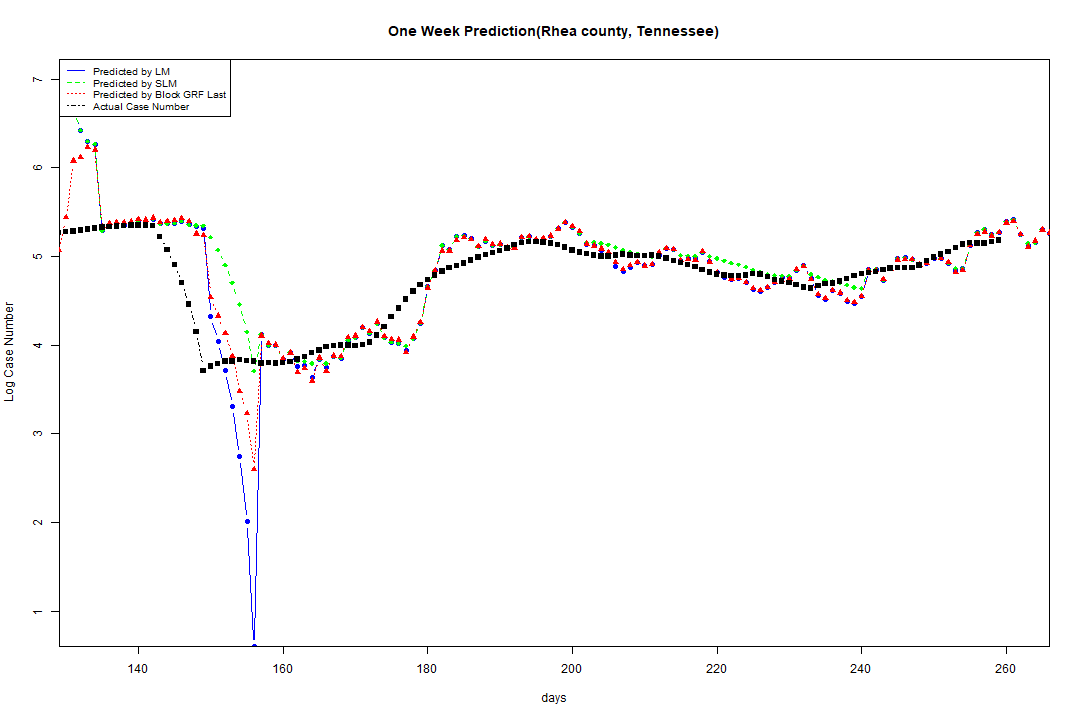 One Week Prediction(Rhea county, Tennessee)
Predicted by LM
Predicted by SLM
Predicted by Block GRF Last
Actual Case Number
7
6
5
4
3
2
1
Log Case Number
140 160 180 200 220 240 260
days